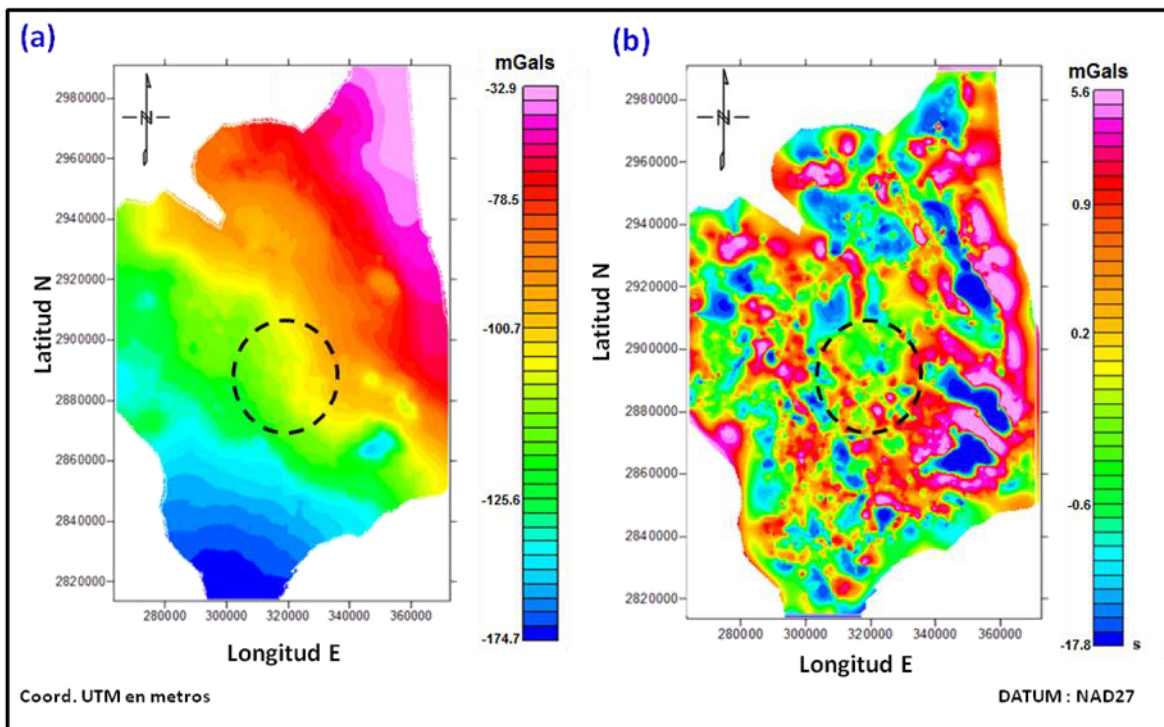 (a)
(b)
mGals
mGals
N
N
-32.9
-78.5
-100.7
-125.6
-174.7
5.6
0.9
0.2
-0.6
-17.8
s
2980000
2960000
2940000
2920000
2900000
2880000
2860000
2840000
2820000
2980000
2960000
2940000
2920000
2900000
2880000
2860000
2840000
2820000
Latitud N
Latitud N
280000 300000 320000 340000 360000
280000 300000 320000 340000 360000
Longitud E
Longitud E
Coord. UTM en metros
DATUM : NAD27